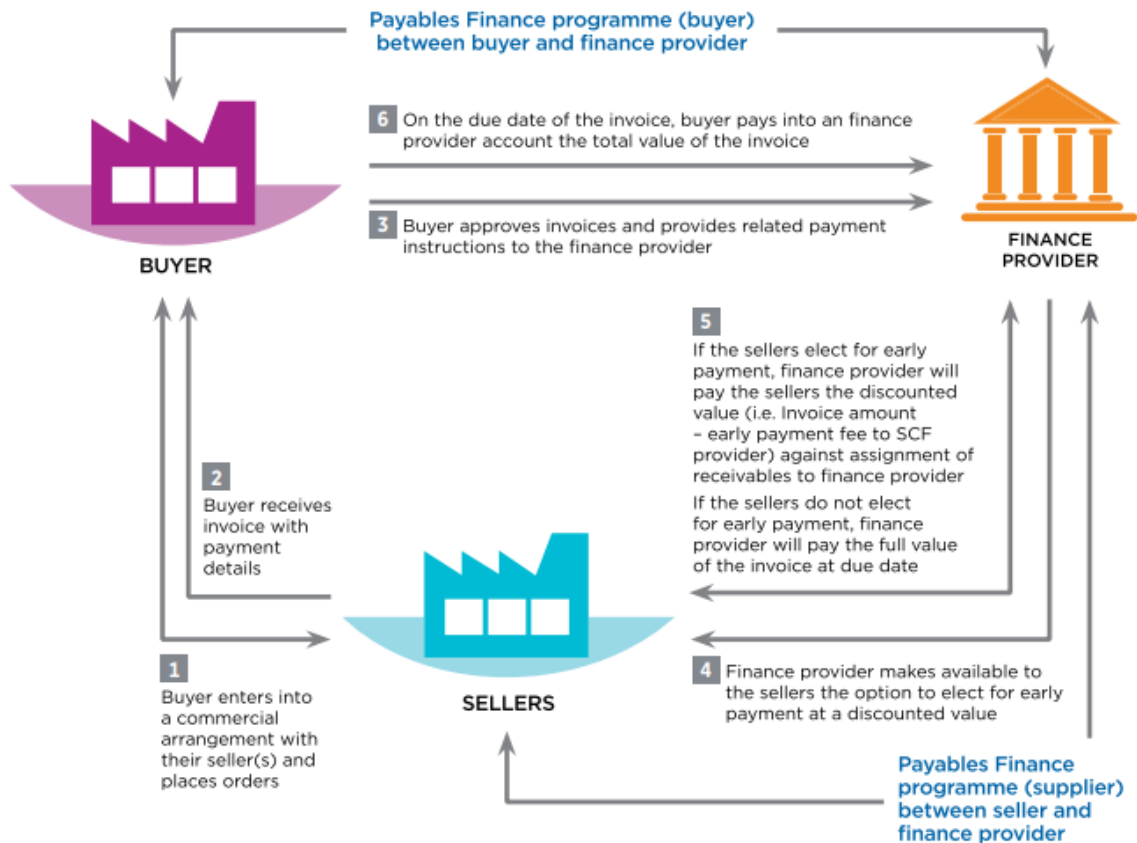 Payables Finance programme (buyer)
between buyer and finance provider
6 On the due date of the invoice, buyer pays into an finance
provider account the total value of the invoice
3 Buyer approves invoices and provides related payment
instructions to the finance provider
BUYER
FINANCE
PROVIDER
5
If the sellers elect for early
payment, finance provider will
pay the sellers the discounted
value (i.e. Invoice amount
– early payment fee to SCF
provider) against assignment of
receivables to finance provider
If the sellers do not elect
for early payment, finance
provider will pay the full value
of the invoice at due date
2
Buyer receives
invoice with
payment
details
1
Buyer enters into
a commercial
arrangement with
their seller(s) and
places orders
SELLERS
4 Finance provider makes available to
the sellers the option to elect for early
payment at a discounted value
Payables Finance
programme (supplier)
between seller and
finance provider